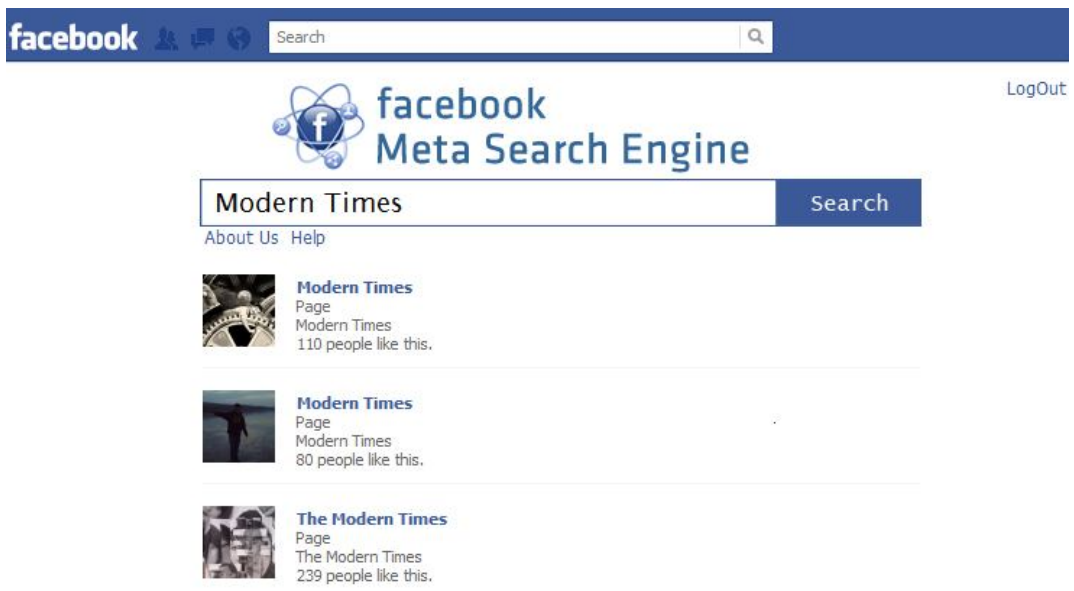 facebook
Search
LogOut
facebook
Meta Search Engine
Modern Times
Search
About Us Help
Modern Times
Page
Modern Times
110 people like this.
Modern Times
Page
Modern Times
80 people like this.
The Modern Times
Page
The Modern Times
239 people like this.